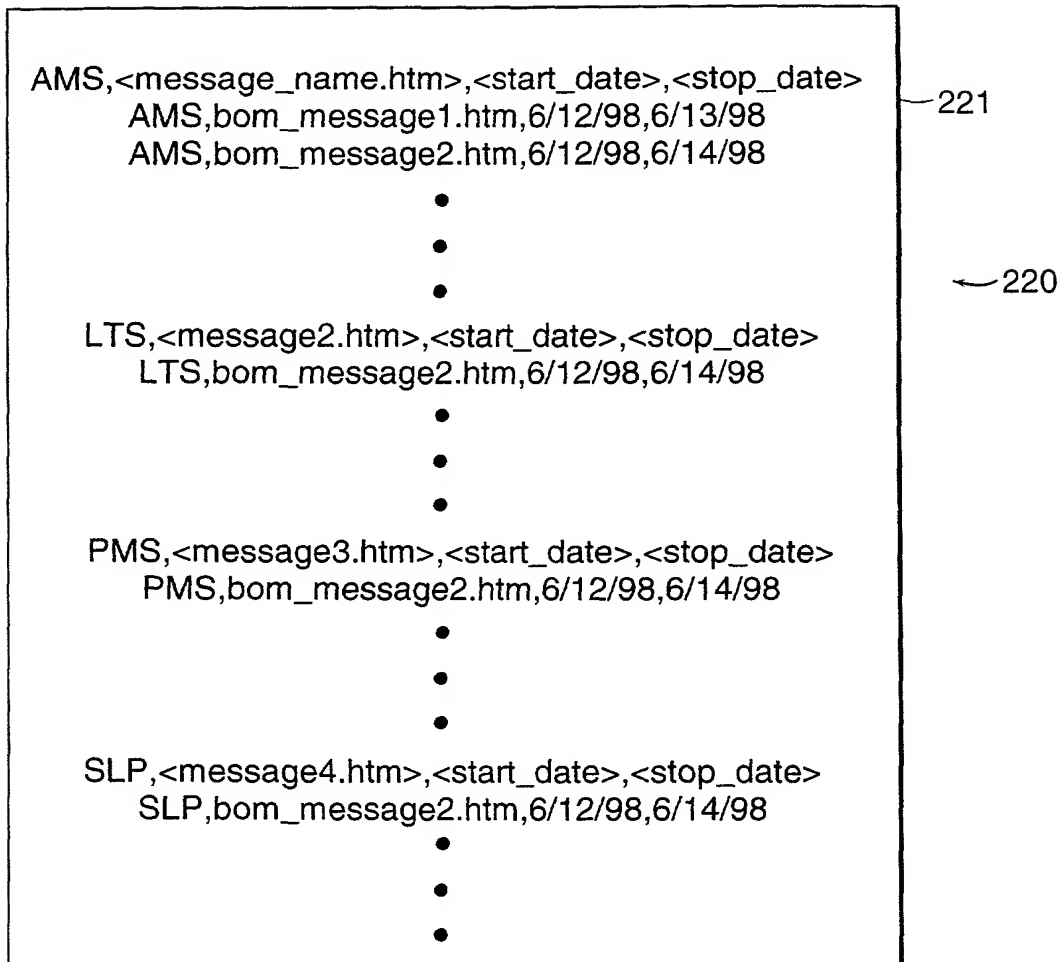 AMS,<message_name.htm>,<start_date>,<stop_date>
AMS,bom_message1.htm,6/12/98,6/13/98
AMS,bom_message2.htm,6/12/98,6/14/98
221
220
LTS,<message2.htm>,<start_date>,<stop_date>
LTS,bom_message2.htm,6/12/98,6/14/98
PMS,<message3.htm>,<start_date>,<stop_date>
PMS,bom_message2.htm,6/12/98,6/14/98
SLP,<message4.htm>,<start_date>,<stop_date>
SLP,bom_message2.htm,6/12/98,6/14/98